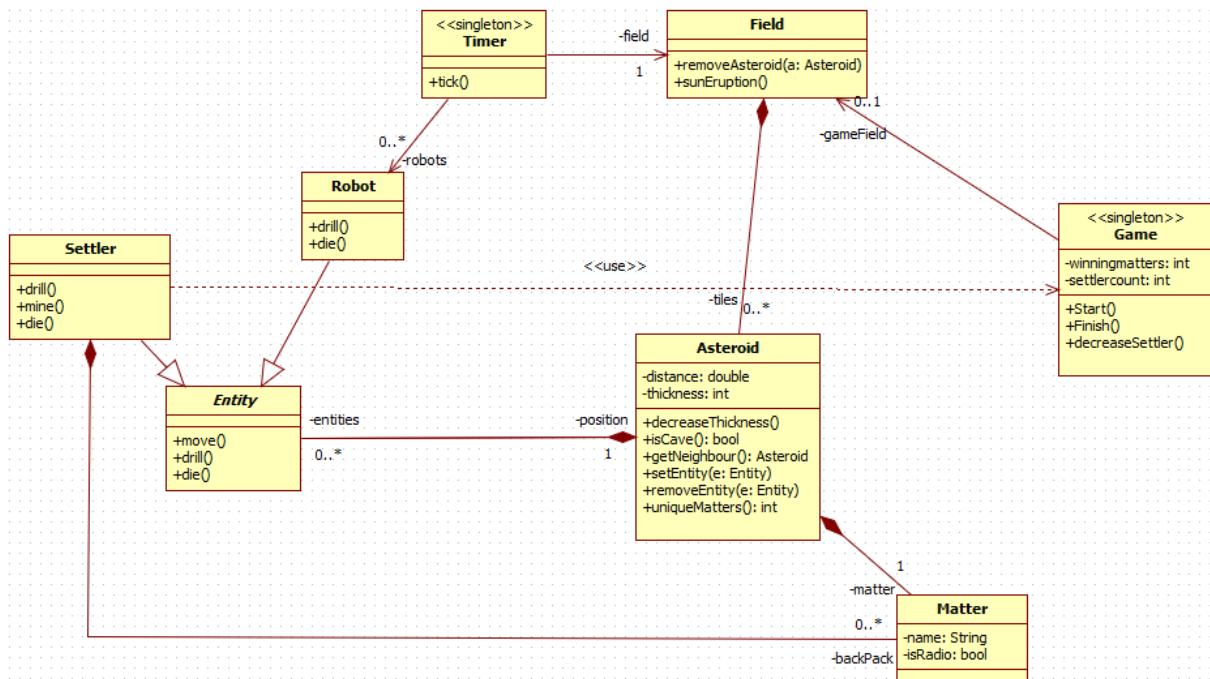 <<singleton>>
Timer
+tick()
-field
1
Field
+removeAsteroid(a: Asteroid)
+sunEruption()
0..*
-robots
0..1
-gameField
Robot
+drill()
+die()
<<singleton>>
Game
-winningmatters: int
-settlercount: int
+Start()
+Finish()
+decreaseSettler()
Settler
+drill()
+mine()
+die()
<<use>>
-tiles
0..*
Asteroid
-distance: double
-thickness: int
+decreaseThickness()
+isCave(): bool
+getNeighbour(): Asteroid
+setEntity(e: Entity)
+removeEntity(e: Entity)
+uniqueMatters(): int
Entity
+move()
+drill()
+die()
-entities
0..*
-position
1
1
-matter
0..*
-backPack
Matter
-name: String
-isRadio: bool